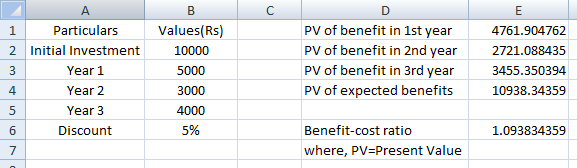 A B C D E
1 Particulars Values(Rs) PV of benefit in 1st year 4761.904762
2 Initial Investment 10000 PV of benefit in 2nd year 2721.088435
3 Year 1 5000 PV of benefit in 3rd year 3455.350394
4 Year 2 3000 PV of expected benefits 10938.34359
5 Year 3 4000
6 Discount 5% Benefit-cost ratio 1.093834359
7 where, PV=Present Value